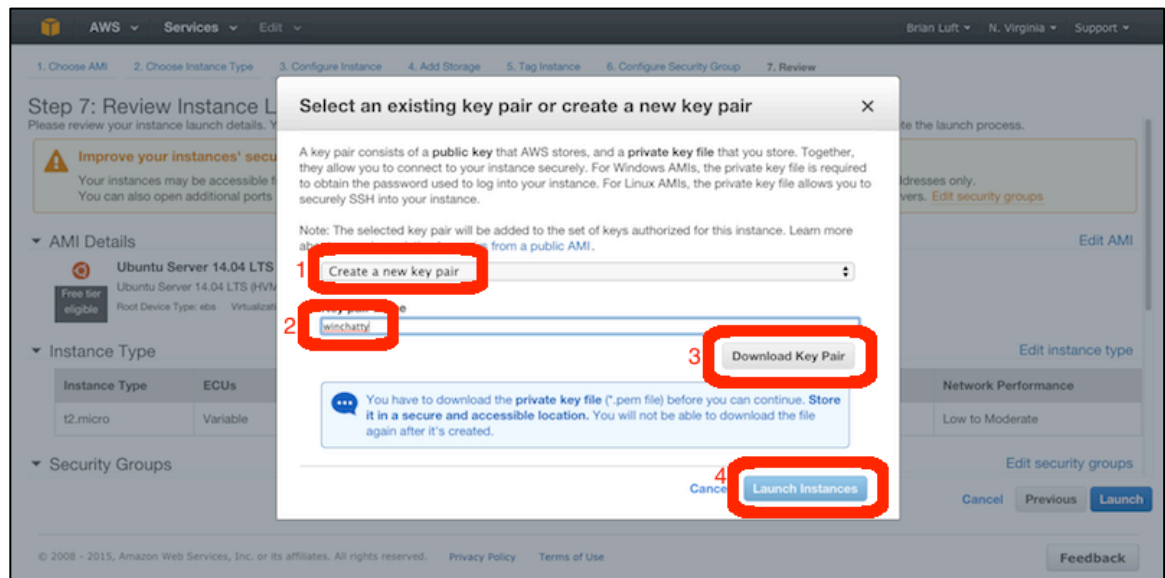 AWS Services Edit Brian Luft N. Virginia Support
1. Choose AMI 2. Choose Instance Type 3. Configure Instance 4. Add Storage 5. Tag Instance 6. Configure Security Group 7. Review
Step 7: Review Instance L
Please review your instance launch details. Y te the launch process.
Improve your instances' secu
Your instances may be accessible f ldresses only.
You can also open additional ports vers. Edit security groups
AMI Details Edit AMI
Ubuntu Server 14.04 LTS
Ubuntu Server 14.04 LTS (HVM
Free tier
eligible
Root Device Type: ebs Virtualizati
Instance Type Edit instance type
Instance Type ECUs Network Performance
t2.micro Variable Low to Moderate
Security Groups Edit security groups
Cancel Previous Launch
Select an existing key pair or create a new key pair ×
A key pair consists of a public key that AWS stores, and a private key file that you store. Together,
they allow you to connect to your instance securely. For Windows AMIs, the private key file is required
to obtain the password used to log into your instance. For Linux AMIs, the private key file allows you to
securely SSH into your instance.
Note: The selected key pair will be added to the set of keys authorized for this instance. Learn more
from a public AMI.
1 Create a new key pair
2 winchatty
3 Download Key Pair
You have to download the private key file (*.pem file) before you can continue. Store
it in a secure and accessible location. You will not be able to download the file
again after it's created.
4
Cance Launch Instances
© 2008 - 2015, Amazon Web Services, Inc. or its affiliates. All rights reserved. Privacy Policy Terms of Use Feedback